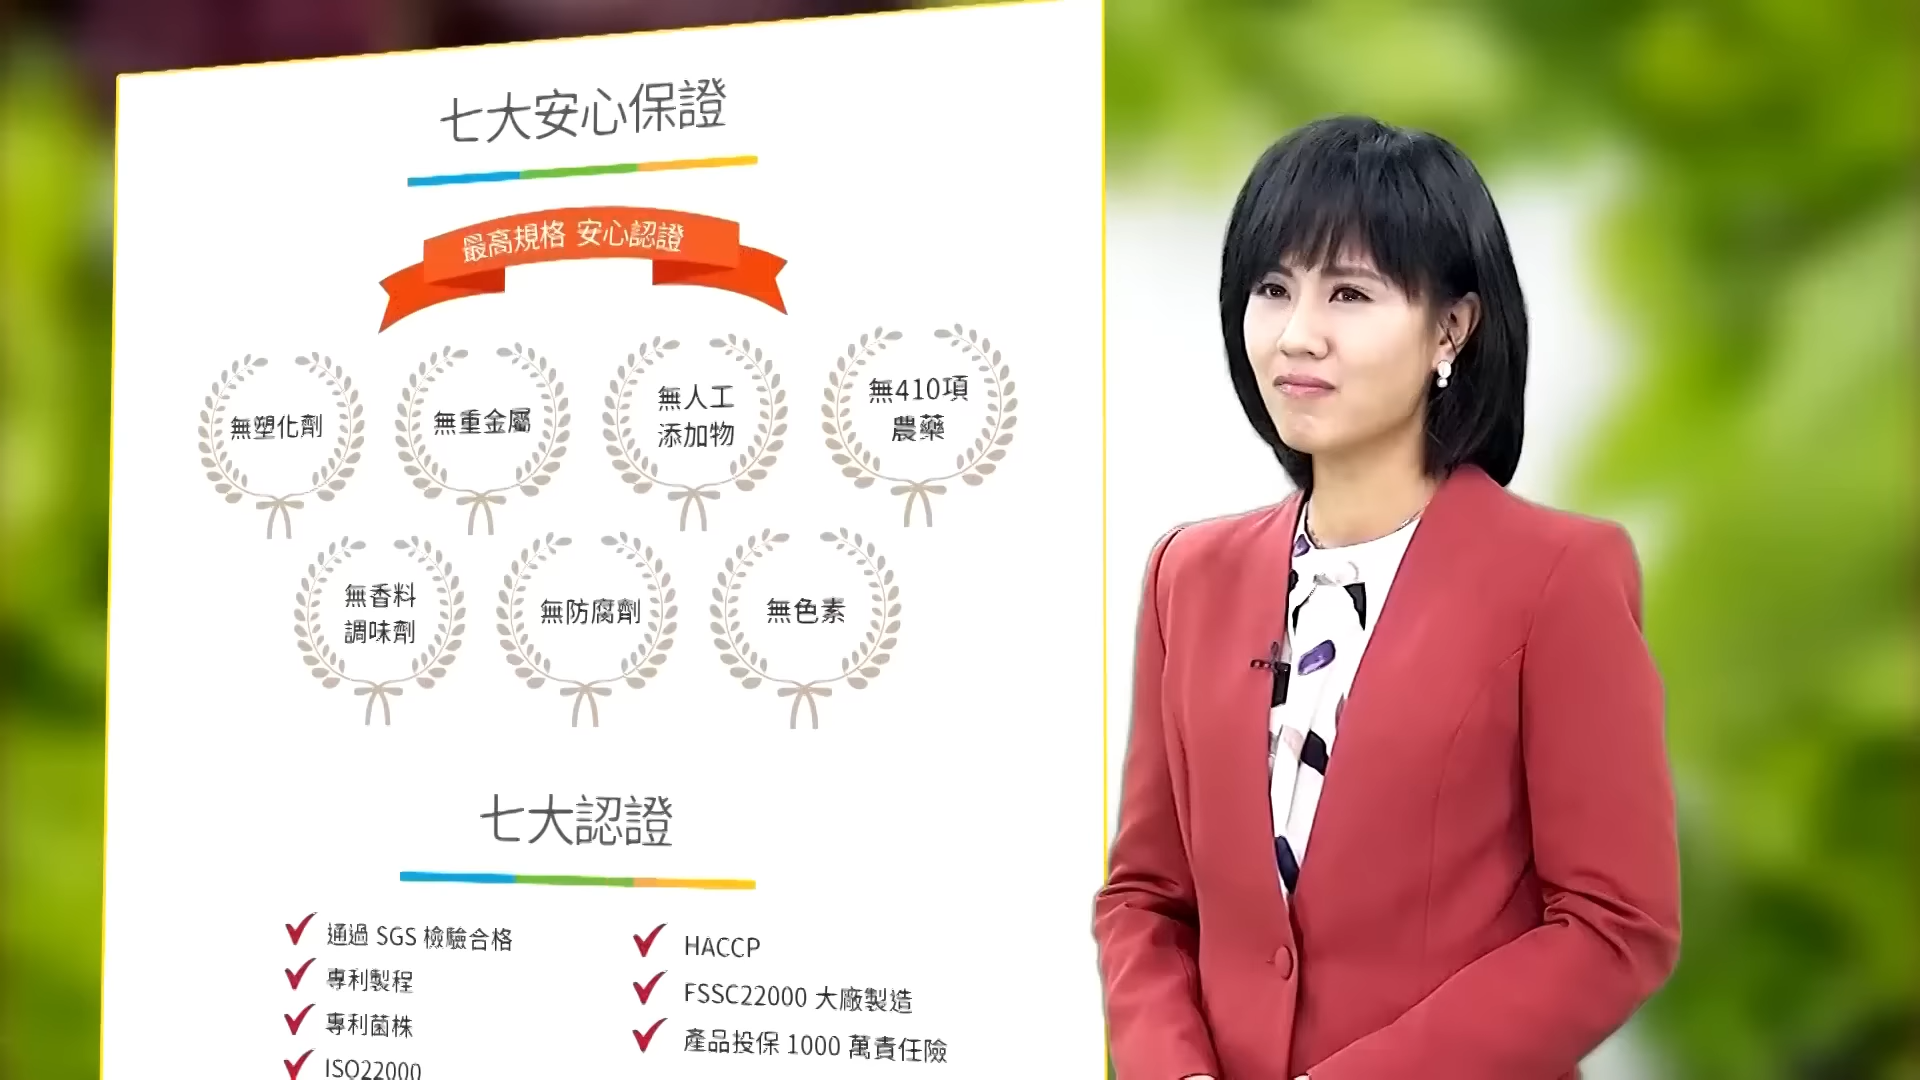 七大安心保證
最高規格 安心認證
無塑化劑
無重金屬
無人工
添加物
無410項
農藥
無香料
調味劑
無防腐劑
無色素
七大認證
通過 SGS 檢驗合格
專利製程
專利菌株
ISO22000
HACCP
FSSC22000 大廠製造
產品投保 1000 萬責任險